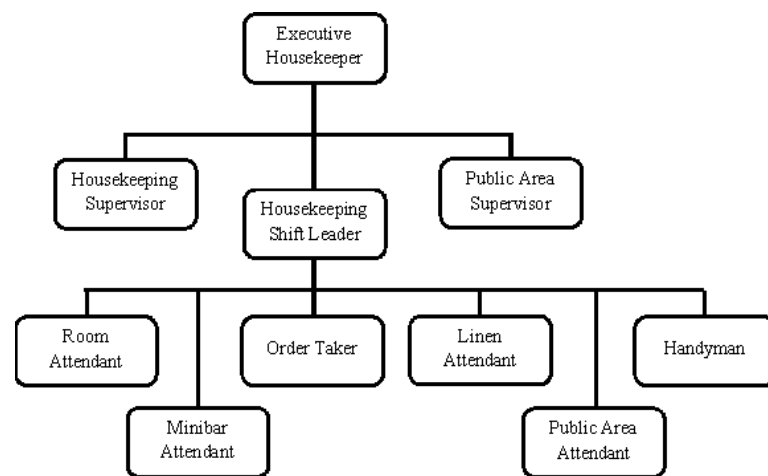 Executive
Housekeeper
Housekeeping
Supervisor
Public Area
Supervisor
Housekeeping
Shift Leader
Room
Attendant
Order Taker
Linen
Attendant
Handyman
Minibar
Attendant
Public Area
Attendant